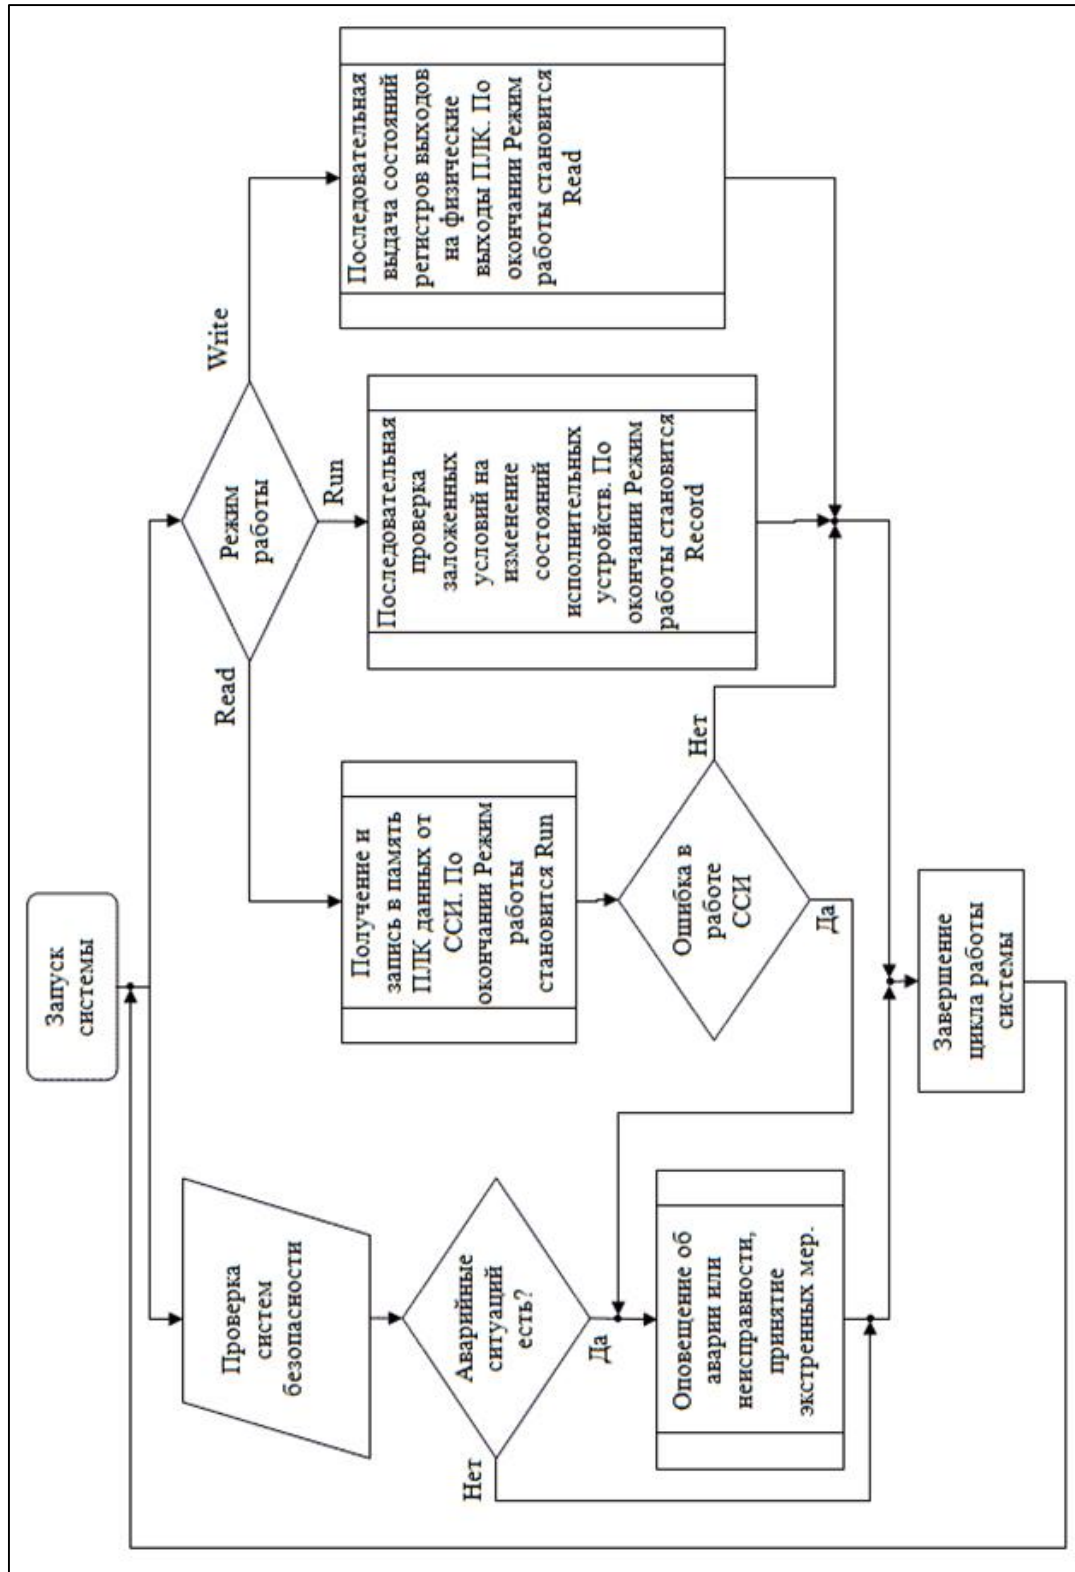 Запуск
системы
Проверка
систем
безопасности
Аварийные
ситуаций
есть?
Нет
Да
Оповещение об
аварии или
неисправности,
принятие
экстренных мер.
Режим
работы
Read
Run
Write
Получение и
запись в память
ПЛК данных от
ССИ. По
окончании Режим
работы
становится Run
Ошибка в
работе
ССИ
Нет
Да
Последовательная
проверка
заложенных
условий на
изменение
состояний
исполнительных
устройств. По
окончании Режим
работы становится
Record
Последовательная
выдача состояний
регистров выходов
на физические
выходы ПЛК. По
окончании Режим
работы становится
Read
Завершение
цикла работы
системы